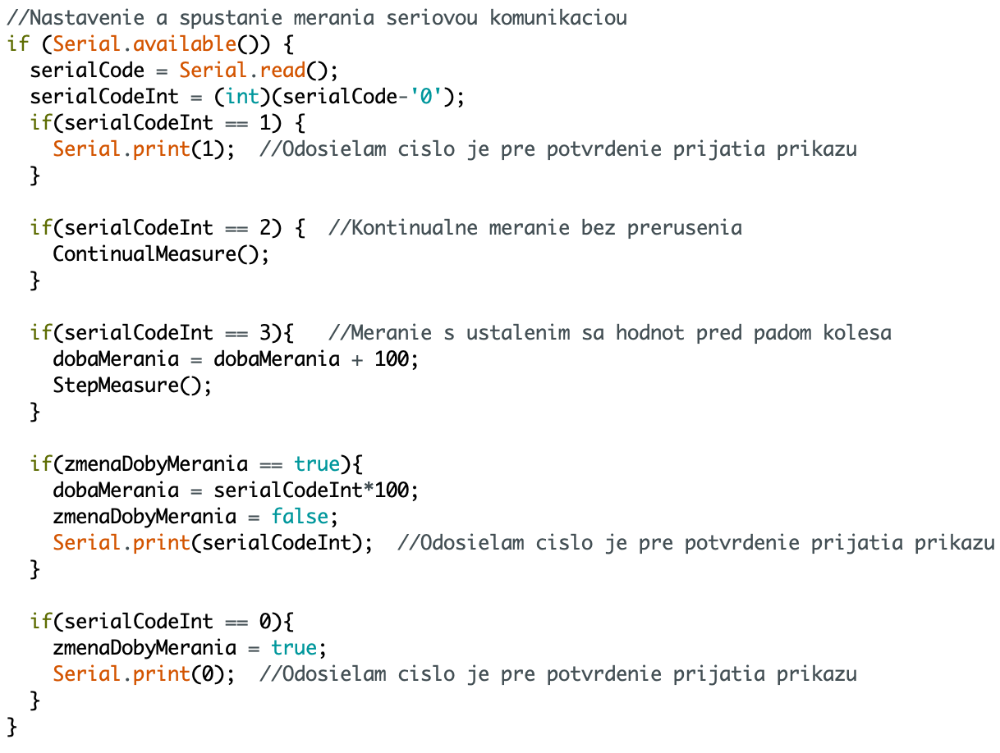 //Nastavenie a spustanie merania seriovou komunikaciou
if (Serial.available()) {
  serialCode = Serial.read();
  serialCodeInt = (int)(serialCode-'0');
  if(serialCodeInt == 1) {
    Serial.print(1);  //Odosielam cislo je pre potvrdenie prijatia prikazu
  }

  if(serialCodeInt == 2) {  //Kontinualne meranie bez prerusenia
    ContinualMeasure();
  }

  if(serialCodeInt == 3){   //Meranie s ustalenim sa hodnot pred padom kolesa
    dobaMerania = dobaMerania + 100;
    StepMeasure();
  }

  if(zmenaDobyMerania == true){
    dobaMerania = serialCodeInt*100;
    zmenaDobyMerania = false;
    Serial.print(serialCodeInt);  //Odosielam cislo je pre potvrdenie prijatia prikazu
  }

  if(serialCodeInt == 0){
    zmenaDobyMerania = true;
    Serial.print(0);  //Odosielam cislo je pre potvrdenie prijatia prikazu
  }
}